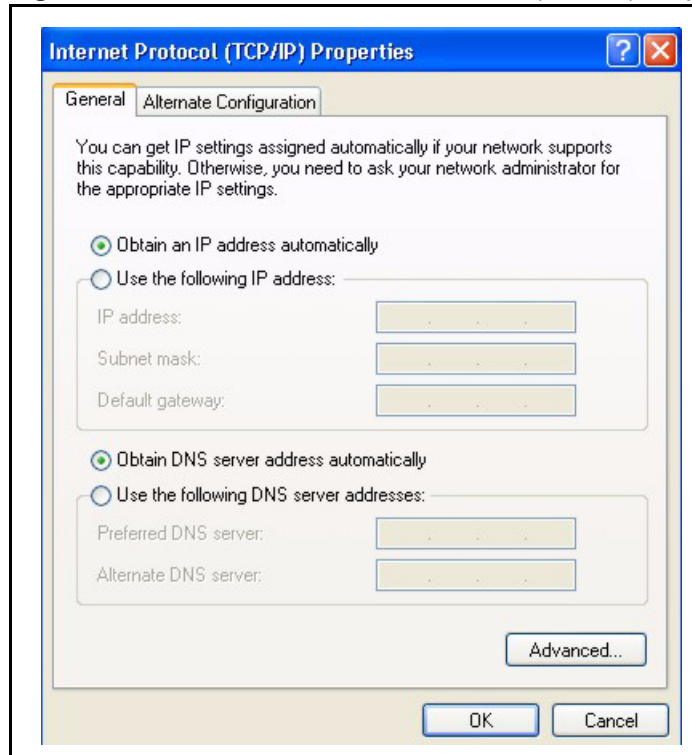 Internet Protocol (TCP/IP) Properties
General
Alternate Configuration
You can get IP settings assigned automatically if your network supports
this capability. Otherwise, you need to ask your network administrator for
the appropriate IP settings.
Obtain an IP address automatically
Use the following IP address:
IP address:
Subnet mask:
Default gateway:
Obtain DNS server address automatically
Use the following DNS server addresses:
Preferred DNS server:
Alternate DNS server:
Advanced...
OK
Cancel